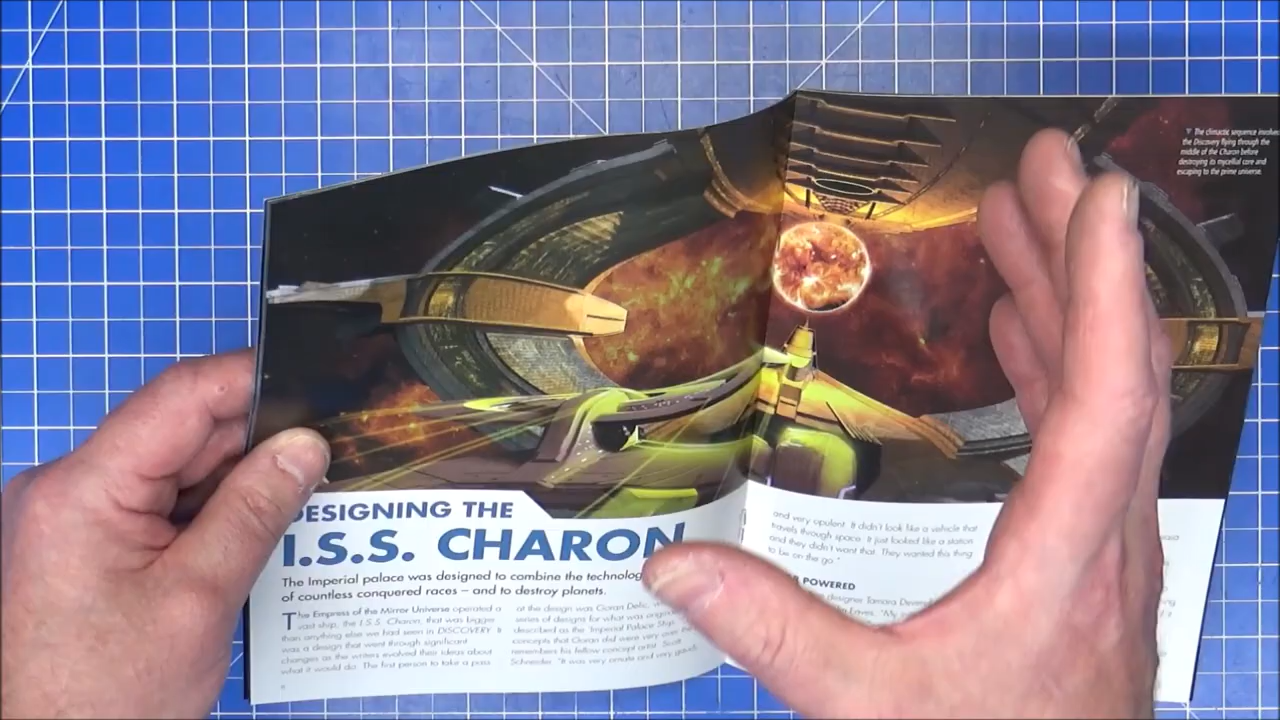 The climactic sequence involves
the Discovery flying through the
middle of the Charon before
destroying its mycelial core and
escaping to the prime universe.
DESIGNING THE
I.S.S. CHARON
The Imperial palace was designed to combine the technolog
of countless conquered races – and to destroy planets.
The Empress of the Mirror Universe operated a
vast ship, the I.S.S. Charon, that was bigger
than anything else we had seen in DISCOVERY. It
was a design that went through significant
changes as the writers evolved their ideas about
what it would do. The first person to take a pass
at the design was Goran Delic,
series of designs for what was
described as the 'Imperial Palace Ship.
concepts that Goran did were very over
remembers his fellow concept artist, Scott
Schneider. "It was very ornate and very gaudy
and very opulent. It didn't look like a vehicle that
travels through space. It just looked like a station
and they didn't want that. They wanted this thing
to be on the go."
POWERED
designer Tamara
"My